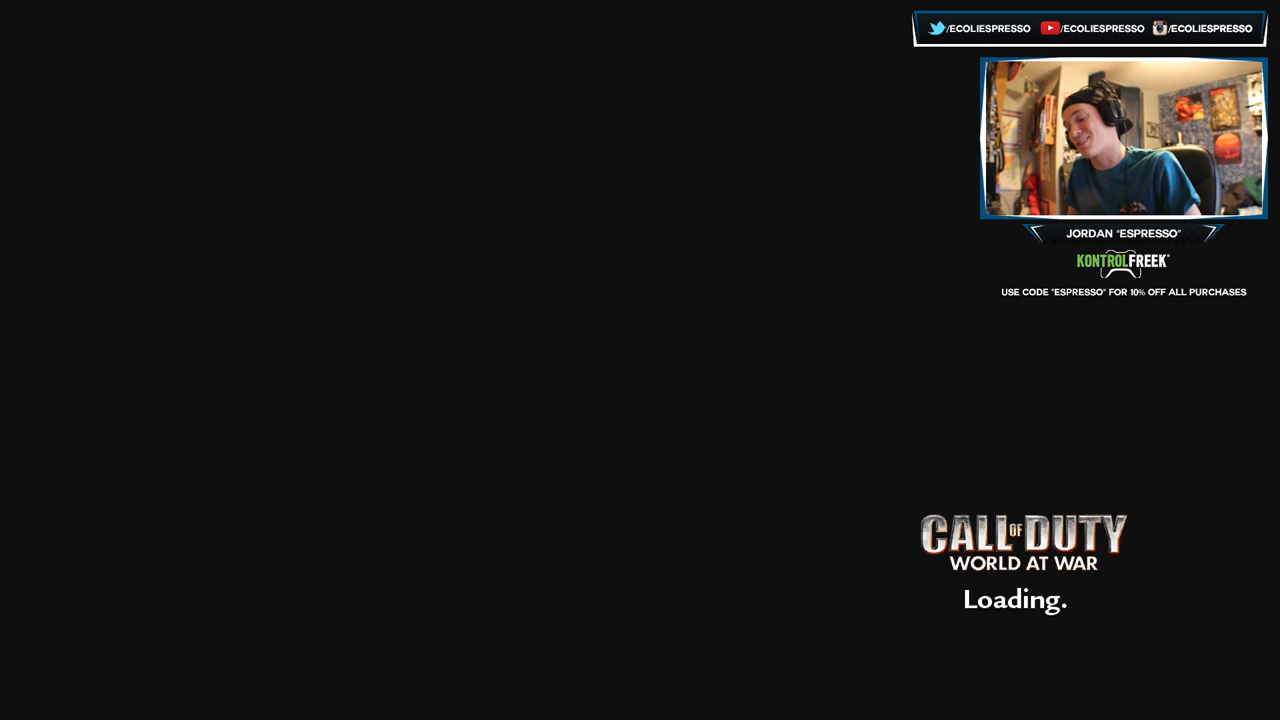 /ECOLIESPRESSO /ECOLIESPRESSO /ECOLIESPRESSO
JORDAN "ESPRESSO"
KONTROLFREEK®
USE CODE "ESPRESSO" FOR 10% OFF ALL PURCHASES
CALL OF DUTY
WORLD AT WAR
Loading.